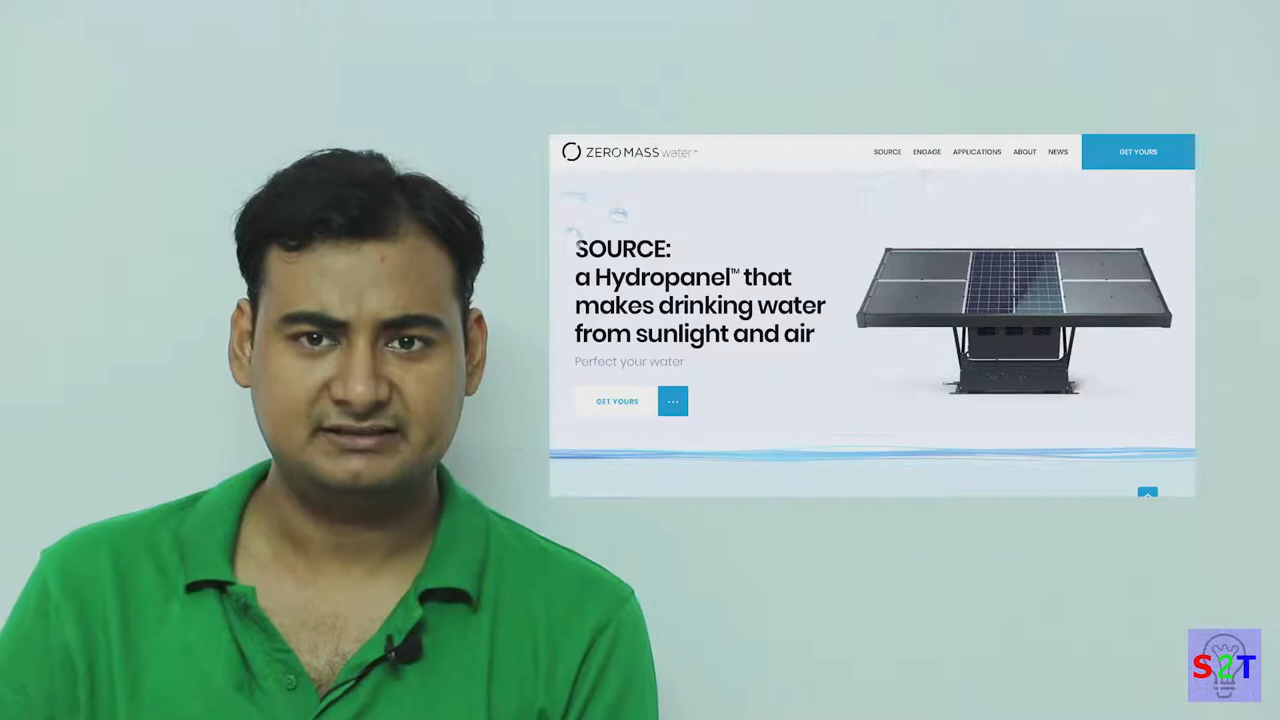 ZERO MASS water™
SOURCE
ENGAGE
APPLICATIONS
ABOUT
NEWS
GET YOURS
SOURCE:
a Hydropanel™ that
makes drinking water
from sunlight and air
Perfect your water
GET YOURS
S2T